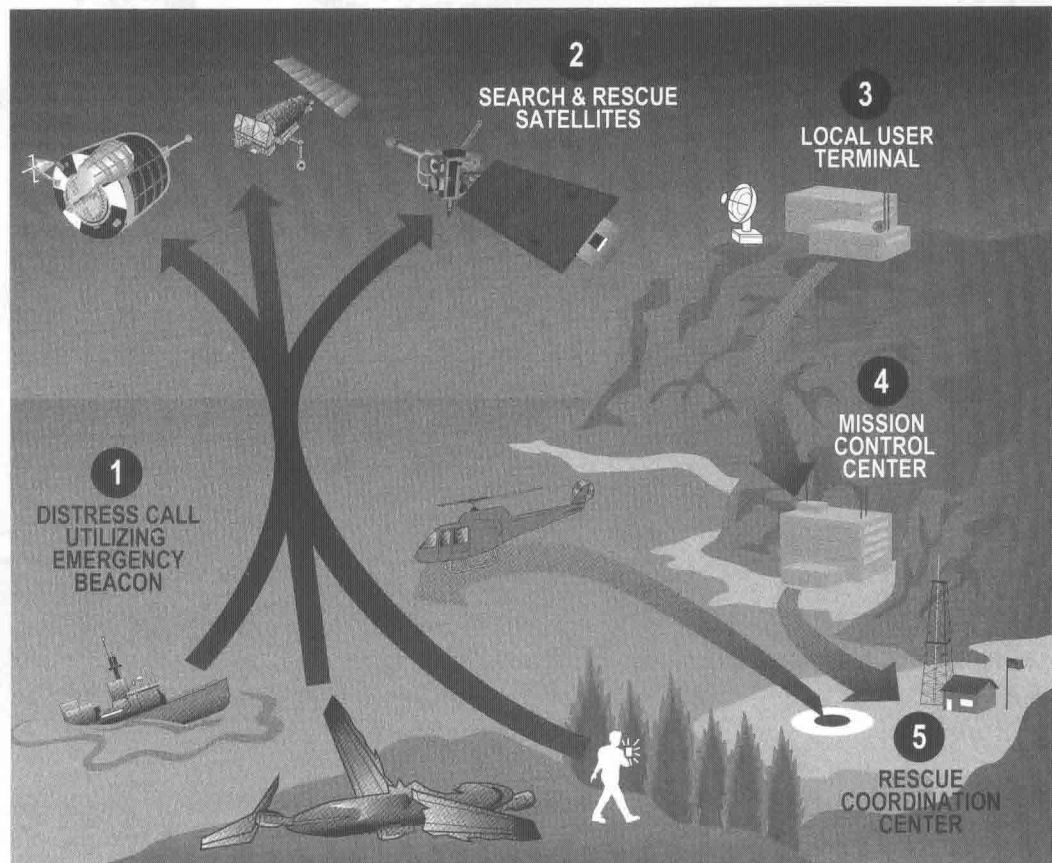 1
DISTRESS CALL
UTILIZING
EMERGENCY
BEACON
2
SEARCH & RESCUE
SATELLITES
3
LOCAL USER
TERMINAL
4
MISSION
CONTROL
CENTER
5
RESCUE
COORDINATION
CENTER